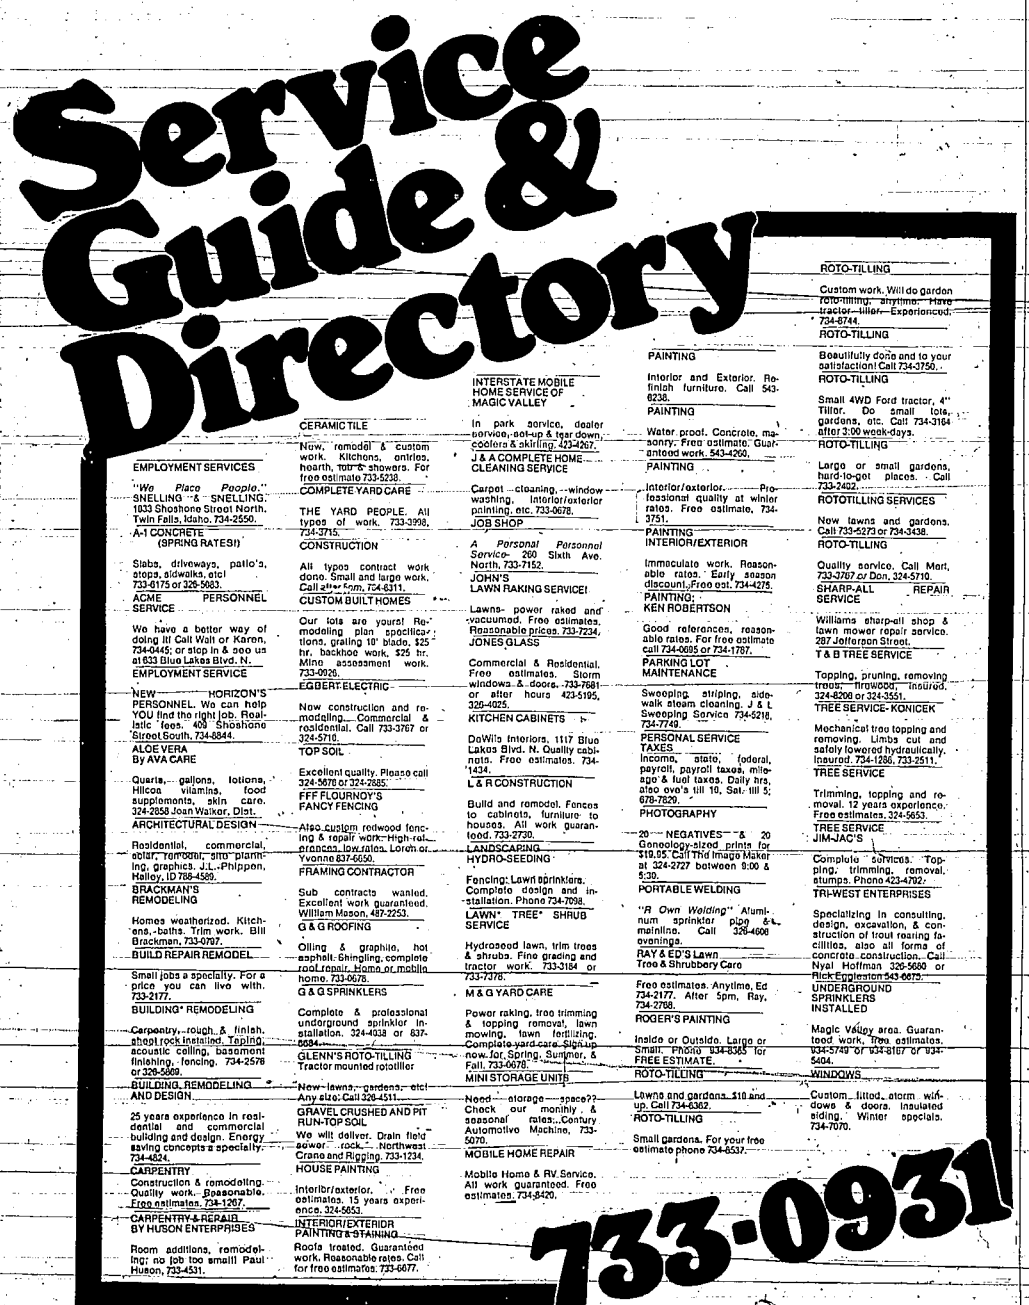 Service
Guide &
Directory
EMPLOYMENT SERVICES
"We Place People."
SNELLING & SNELLING.
1033 Shoshone Street North.
Twin Falls, Idaho. 734-2550.
A-1 CONCRETE
(SPRING RATES!)
Slabs, driveways, patio's,
stops, sidwalks, etc!
733-6175 or 326-5083.
ACME PERSONNEL
SERVICE
We have a better way of
doing it! Call Walt or Karen,
734-0445; or stop in & see us
at 633 Blue Lakes Blvd. N.
EMPLOYMENT SERVICE
NEW HORIZON'S
PERSONNEL. We can help
YOU find the right job. Real-
istic fees. 409 Shoshone
Street South. 734-8844.
ALOE VERA
By AVA CARE
Quarts, gallons, lotions,
Hilcoa vitamins, food
supplements, skin care.
324-2858 Joan Walker, Dist.
ARCHITECTURAL DESIGN
Residential, commercial,
solar, remodel, site plann-
ing, graphics. J.L. Phippen,
Hailey, ID 788-4589.
BRACKMAN'S
REMODELING
Homes weatherized. Kitch-
ens, baths. Trim work. Bill
Brackman, 733-0797.
BUILD REPAIR REMODEL
Small jobs a specialty. For a
price you can live with.
733-2177.
BUILDING* REMODELING
Carpentry, rough & finish,
sheet rock installed. Taping,
acoustic ceiling, basement
finishing, fencing. 734-2576
or 326-5869.
BUILDING, REMODELING
AND DESIGN
25 years experience in resi-
dential and commercial
building and design. Energy
saving concepts a specialty.
734-4824.
CARPENTRY
Construction & remodeling.
Quality work. Reasonable.
Free estimates. 734-1267.
CARPENTRY & REPAIR
BY HUSON ENTERPRISES
Room additions, remodel-
ing; no job too small! Paul
Huson, 733-4531.
CERAMIC TILE
New, remodel & custom
work. Kitchens, entries,
hearth, tub & showers. For
free estimate 733-5238.
COMPLETE YARD CARE
THE YARD PEOPLE. All
types of work. 733-3998,
734-3715.
CONSTRUCTION
All types contract work
done. Small and large work.
Call after 5pm, 734-6311.
CUSTOM BUILT HOMES
Our lots are yours! Re-
modeling plan specifica-
tions, grating 10' blade, $25
hr, backhoe work, $25 hr.
Mine assessment work.
733-0926.
EGBERT ELECTRIC
New construction and re-
modeling. Commercial &
residential. Call 733-3767 or
324-5710.
TOP SOIL
Excellent quality. Please call
324-5876 or 324-2885.
FFF FLOURNOY'S
FANCY FENCING
Also custom redwood fenc-
ing & repair work. High ref-
erences, low rates. Loren or
Yvonne 837-6650.
FRAMING CONTRACTOR
Sub contracts wanted.
Excellent work guaranteed.
William Mason, 487-2253.
G & G ROOFING
Oiling & graphite, hot
asphalt. Shingling, complete
roof repair. Home or mobile
home. 733-0678.
G & G SPRINKLERS
Complete & professional
underground sprinkler in-
stallation. 324-4038 or 837-
6684.
GLENN'S ROTO-TILLING
Tractor mounted rototiller
New lawns, gardens, etc!
Any size: Call 326-4511.
GRAVEL CRUSHED AND PIT
RUN-TOP SOIL
We will deliver. Drain field
sewer rock. Northwest
Crane and Rigging. 733-1234.
HOUSE PAINTING
Interior/exterior. Free
estimates. 15 years experi-
ence. 324-5653.
INTERIOR/EXTERIOR
PAINTING & STAINING
Roofs treated. Guaranteed
work. Reasonable rates. Call
for free estimates. 733-6677.
INTERSTATE MOBILE
HOME SERVICE OF
MAGIC VALLEY
In park service, dealer
service, set-up & tear down,
coolers & skirting. 423-4267.
J & A COMPLETE HOME
CLEANING SERVICE
Carpet cleaning, window
washing, interior/exterior
painting, etc. 733-0678.
JOB SHOP
A Personal Personnel
Service- 260 Sixth Ave.
North, 733-7152.
JOHN'S
LAWN RAKING SERVICE!
Lawns- power raked and
vacuumed. Free estimates.
Reasonable prices. 733-7234.
JONES GLASS
Commercial & Residential.
Free estimates. Storm
windows & doors. 733-7681
or after hours 423-5195,
326-4025.
KITCHEN CABINETS
DeWils Interiors, 1117 Blue
Lakes Blvd. N. Quality cabi-
nets. Free estimates. 734-
1434.
L & R CONSTRUCTION
Build and remodel. Fences
to cabinets, furniture to
houses. All work guaran-
teed. 733-2730.
LANDSCAPING
HYDRO-SEEDING
Fencing: Lawn sprinklers.
Complete design and in-
stallation. Phone 734-7098.
LAWN* TREE* SHRUB
SERVICE
Hydroseed lawn, trim trees
& shrubs. Fine grading and
tractor work. 733-3184 or
733-7378.
M & G YARD CARE
Power raking, tree trimming
& topping removal, lawn
mowing, lawn fertilizing.
Complete yard care. Sign up
now for Spring, Summer, &
Fall. 733-0678.
MINI STORAGE UNITS
Need storage space??
Check our monthly &
seasonal rates. Century
Automotive Machine, 733-
5070.
MOBILE HOME REPAIR
Mobile Home & RV Service.
All work guaranteed. Free
estimates. 734-8420.
PAINTING
Interior and Exterior. Re-
finish furniture. Call 543-
6238.
PAINTING
Water proof. Concrete, ma-
sonry. Free estimate. Guar-
anteed work. 543-4260.
PAINTING
Interior/exterior. Pro-
fessional quality at winter
rates. Free estimate, 734-
3751.
PAINTING
INTERIOR/EXTERIOR
Immaculate work. Reason-
able rates. Early season
discount. Free est. 734-4275.
PAINTING:
KEN ROBERTSON
Good references, reason-
able rates. For free estimate
call 734-0695 or 734-1787.
PARKING LOT
MAINTENANCE
Sweeping, striping, side-
walk steam cleaning. J & L
Sweeping Service 734-5218,
734-7749.
PERSONAL SERVICE
TAXES
Income, state, federal,
payroll, payroll taxes, mile-
age & fuel taxes. Daily hrs,
also eve's till 10, Sat. till 5;
678-7829.
PHOTOGRAPHY
20 NEGATIVES & 20
Geneology-sized prints for
$19.95. Call The Image Maker
at 324-2727 between 9:00 &
5:30.
PORTABLE WELDING
"R Own Welding" Alumi-
num sprinkler pipe &
mainline. Call 326-4608
evenings.
RAY & ED'S Lawn
Tree & Shrubbery Care
Free estimates. Anytime, Ed
734-2177. After 5pm, Ray,
734-2768.
ROGER'S PAINTING
Inside or Outside. Large or
Small. Phone 934-8365 for
FREE ESTIMATE.
ROTO-TILLING
Lawns and gardens. $10 and
up. Call 734-6362.
ROTO-TILLING
Small gardens. For your free
estimate phone 734-8537.
ROTO-TILLING
Custom work. Will do garden
roto-tilling, anytime. Have
tractor tiller. Experienced.
734-8744.
ROTO-TILLING
Beautifully done and to your
satisfaction! Call 734-3750.
ROTO-TILLING
Small 4WD Ford tractor, 4"
Tiller. Do small lots,
gardens, etc. Call 734-3164
after 3:00 week-days.
ROTO-TILLING
Large or small gardens,
hard-to-get places. Call
733-2402.
ROTOTILLING SERVICES
New lawns and gardens.
Call 733-5273 or 734-3438.
ROTO-TILLING
Quality service. Call Mert,
733-3767 or Don, 324-5710.
SHARP-ALL REPAIR
SERVICE
Williams sharp-all shop &
lawn mower repair service.
287 Jefferson Street.
T & B TREE SERVICE
Topping, pruning, removing
trees, firewood, insured.
324-8206 or 324-3551.
TREE SERVICE- KONICEK
Mechanical tree topping and
removing. Limbs cut and
safely lowered hydraulically.
Insured. 734-1286, 733-2511.
TREE SERVICE
Trimming, topping and re-
moval. 12 years experience.
Free estimates. 324-5653.
TREE SERVICE
JIM-JAC'S
Complete services. Top-
ping, trimming, removal,
stumps. Phone 423-4792.
TRI-WEST ENTERPRISES
Specializing in consulting,
design, excavation, & con-
struction of trout rearing fa-
cilities, also all forms of
concrete construction. Call
Nyal Hoffman 326-5680 or
Rick Eggleston 543-6675.
UNDERGROUND
SPRINKLERS
INSTALLED
Magic Valley area. Guaran-
teed work, free estimates.
934-5749 or 934-8167 or 934-
5404.
WINDOWS
Custom fitted storm win-
dows & doors. Insulated
siding. Winter specials.
734-7070.
733-0931